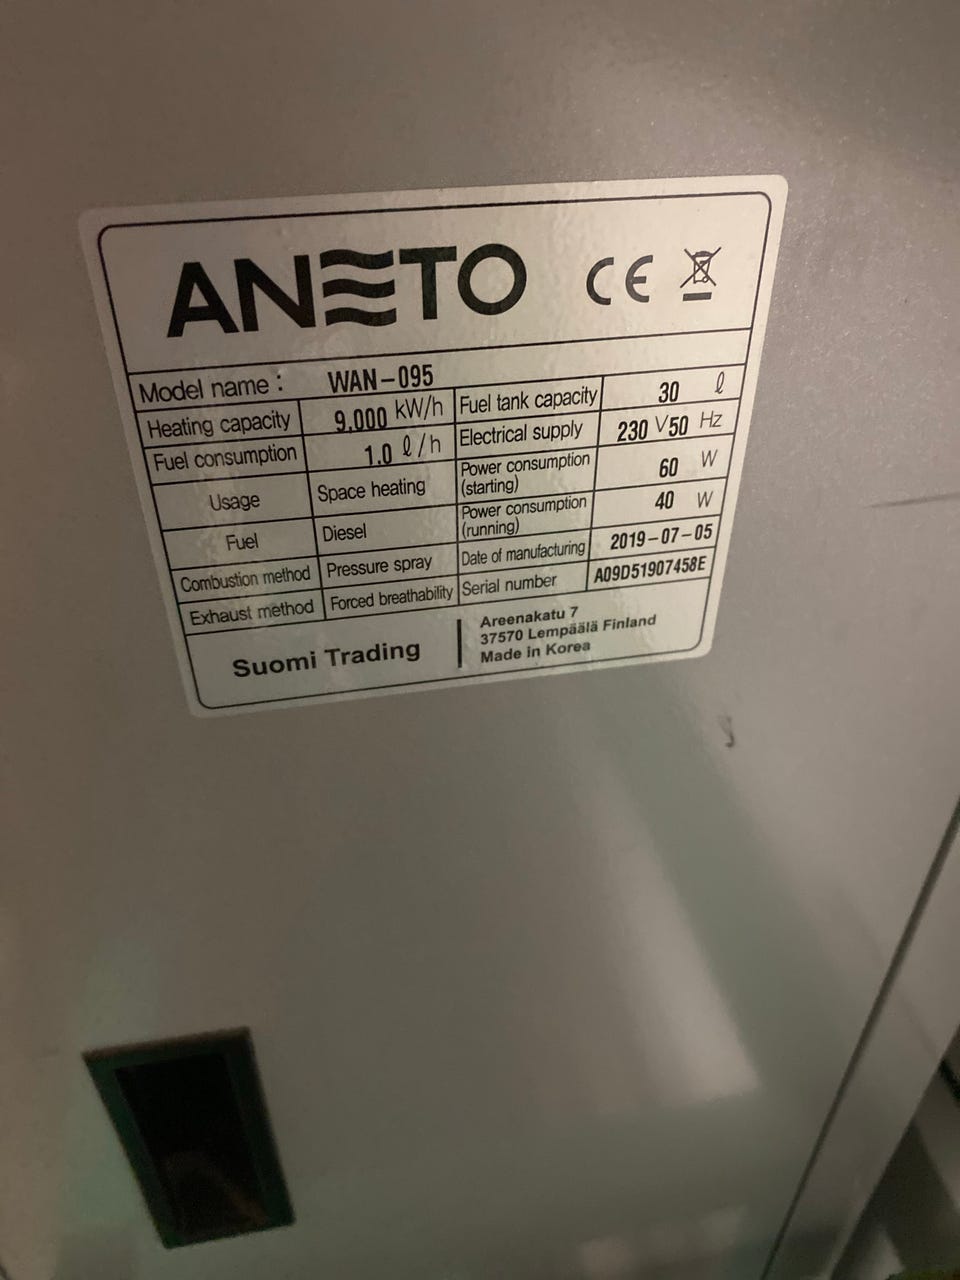 ANETO CE
Model name : WAN-095
Heating capacity 9.000 kW/h Fuel tank capacity 30 ℓ
Fuel consumption 1.0 ℓ/h Electrical supply 230 V 50 Hz
Usage Space heating Power consumption (starting) 60 W
Fuel Diesel Power consumption (running) 40 W
Combustion method Pressure spray Date of manufacturing 2019-07-05
Exhaust method Forced breathability Serial number A09D51907458E
Suomi Trading
Areenakatu 7
37570 Lempäälä Finland
Made in Korea